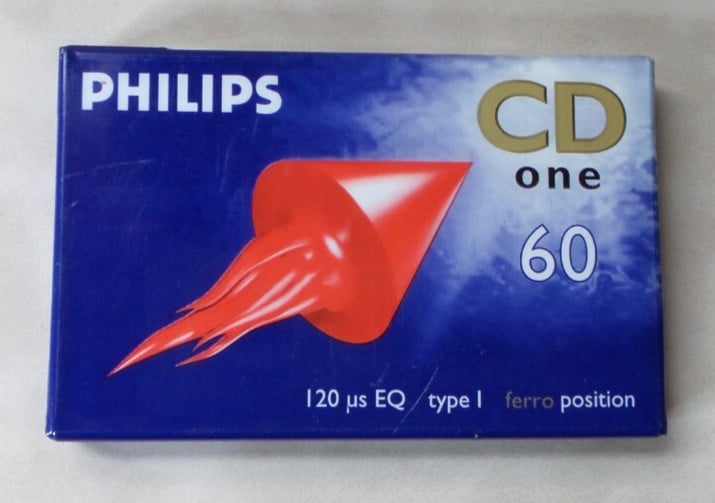 PHILIPS
CD
one
60
120 µs EQ type I ferro position